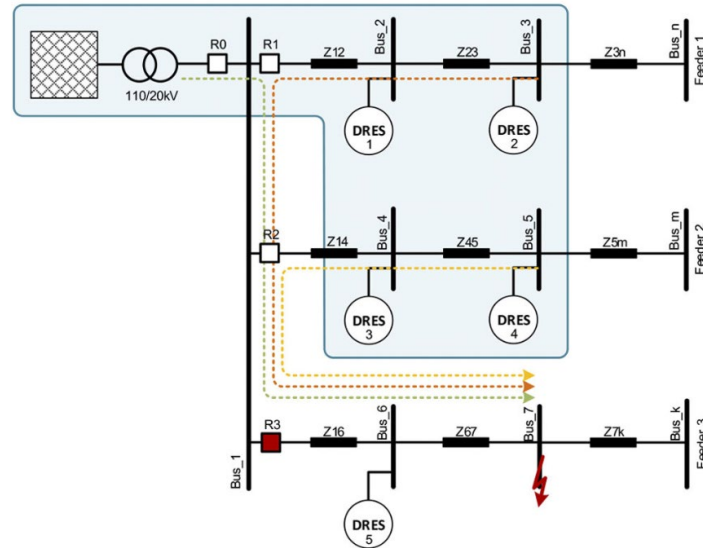 R0
R1
Z12
Bus_2
Z23
Bus_3
Z3n
Bus_n
Feeder 1
110/20kV
DRES
1
DRES
2
R2
Z14
Bus_4
Z45
Bus_5
Z5m
Bus_m
Feeder 2
DRES
3
DRES
4
Bus_1
R3
Z16
Bus_6
Z67
Bus_7
Z7k
Bus_k
Feeder 3
DRES
5